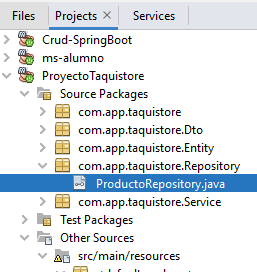 Files Projects Services
Crud-SpringBoot
ms-alumno
ProyectoTaquistore
Source Packages
com.app.taquistore
com.app.taquistore.Dto
com.app.taquistore.Entity
com.app.taquistore.Repository
ProductoRepository.java
com.app.taquistore.Service
Test Packages
Other Sources
src/main/resources